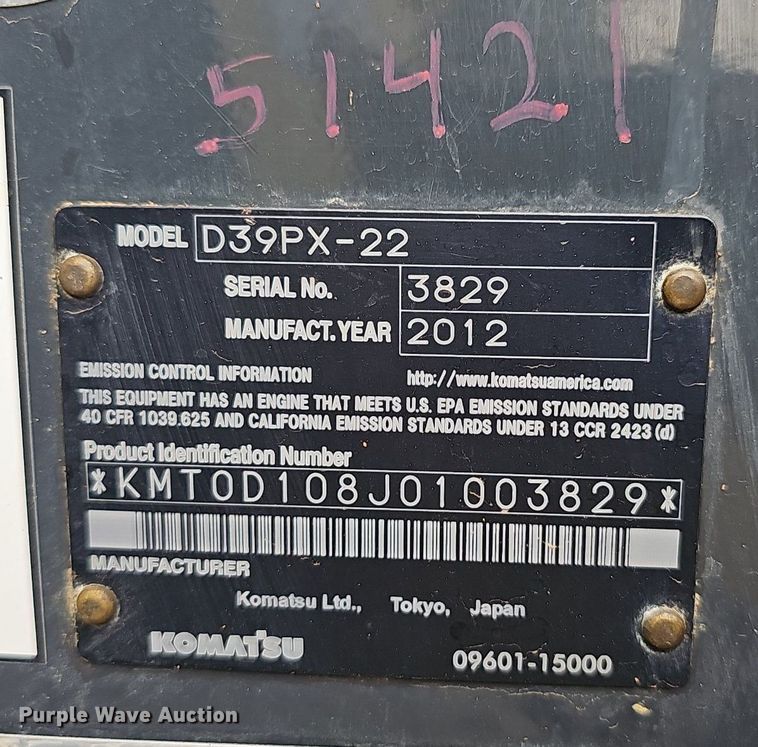 51421
MODEL D39PX-22
SERIAL No. 3829
MANUFACT. YEAR 2012
EMISSION CONTROL INFORMATION http://www.komatsuamerica.com
THIS EQUIPMENT HAS AN ENGINE THAT MEETS U.S. EPA EMISSION STANDARDS UNDER
40 CFR 1039.625 AND CALIFORNIA EMISSION STANDARDS UNDER 13 CCR 2423 (d)
Product Identification Number
*KMT0D108J01003829*
MANUFACTURER
Komatsu Ltd., Tokyo, Japan
KOMATSU 09601-15000
Purple Wave Auction